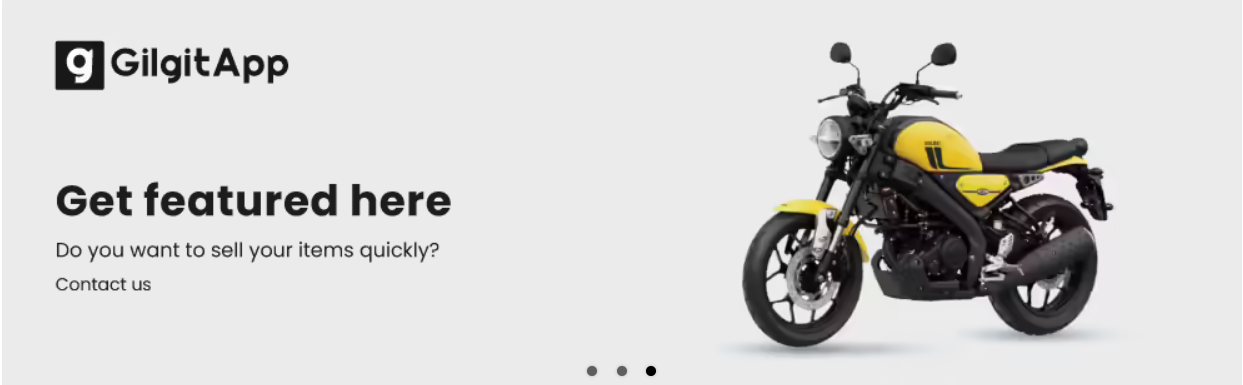 g GilgitApp
Get featured here
Do you want to sell your items quickly?
Contact us